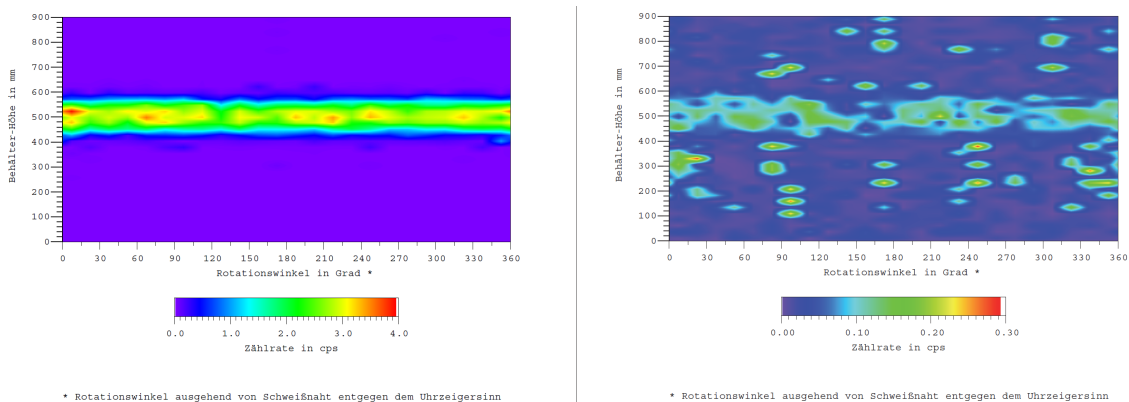 900
800
700
600
500
400
300
200
100
0
Behälter-Höhe in mm
0 30 60 90 120 150 180 210 240 270 300 330 360
Rotationswinkel in Grad *
0.0 1.0 2.0 3.0 4.0
Zählrate in cps
* Rotationswinkel ausgehend von Schweißnaht entgegen dem Uhrzeigersinn
900
800
700
600
500
400
300
200
100
0
Behälter-Höhe in mm
0 30 60 90 120 150 180 210 240 270 300 330 360
Rotationswinkel in Grad *
0.00 0.10 0.20 0.30
Zählrate in cps
* Rotationswinkel ausgehend von Schweißnaht entgegen dem Uhrzeigersinn